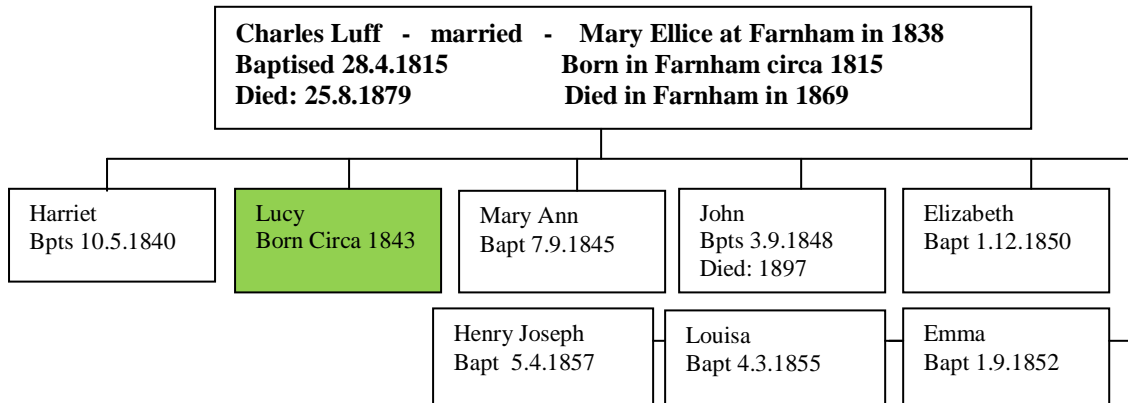 Charles Luff - married - Mary Ellice at Farnham in 1838
Baptised 28.4.1815 Born in Farnham circa 1815
Died: 25.8.1879 Died in Farnham in 1869
Harriet
Bpts 10.5.1840
Lucy
Born Circa 1843
Mary Ann
Bapt 7.9.1845
John
Bpts 3.9.1848
Died: 1897
Elizabeth
Bapt 1.12.1850
Henry Joseph
Bapt 5.4.1857
Louisa
Bapt 4.3.1855
Emma
Bapt 1.9.1852